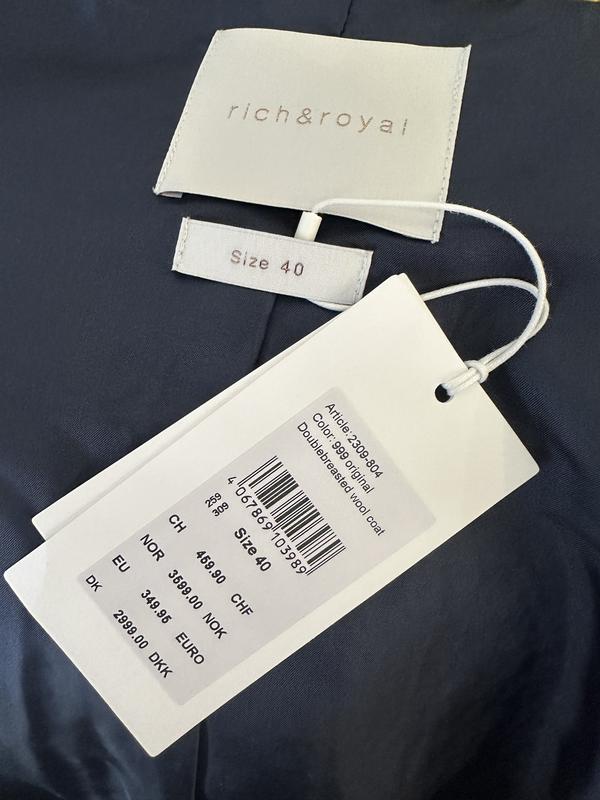 rich&royal
Size 40
Article: 2309-804
Color: 999 original
Doublebreasted wool coat
4 067869 103989
Size 40
CH 459.90 CHF
NOR 3599.00 NOK
EU 349.95 EURO
DK 2999.00 DKK